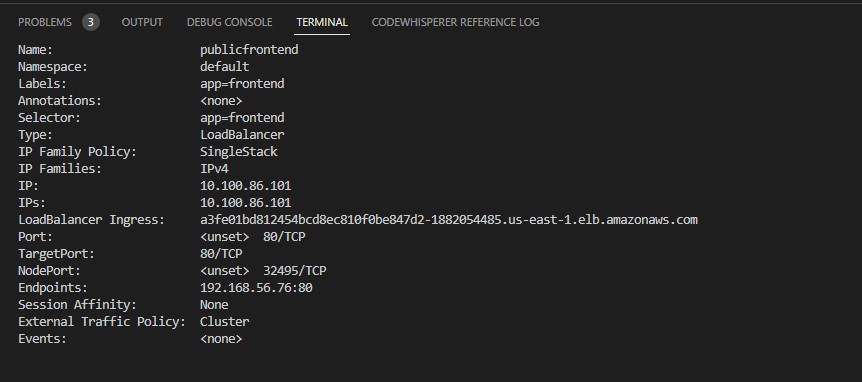 PROBLEMS 3 OUTPUT DEBUG CONSOLE TERMINAL CODEWHISPERER REFERENCE LOG
Name: publicfrontend
Namespace: default
Labels: app=frontend
Annotations: <none>
Selector: app=frontend
Type: LoadBalancer
IP Family Policy: SingleStack
IP Families: IPv4
IP: 10.100.86.101
IPs: 10.100.86.101
LoadBalancer Ingress: a3fe01bd812454bcd8ec810f0be847d2-1882054485.us-east-1.elb.amazonaws.com
Port: <unset> 80/TCP
TargetPort: 80/TCP
NodePort: <unset> 32495/TCP
Endpoints: 192.168.56.76:80
Session Affinity: None
External Traffic Policy: Cluster
Events: <none>